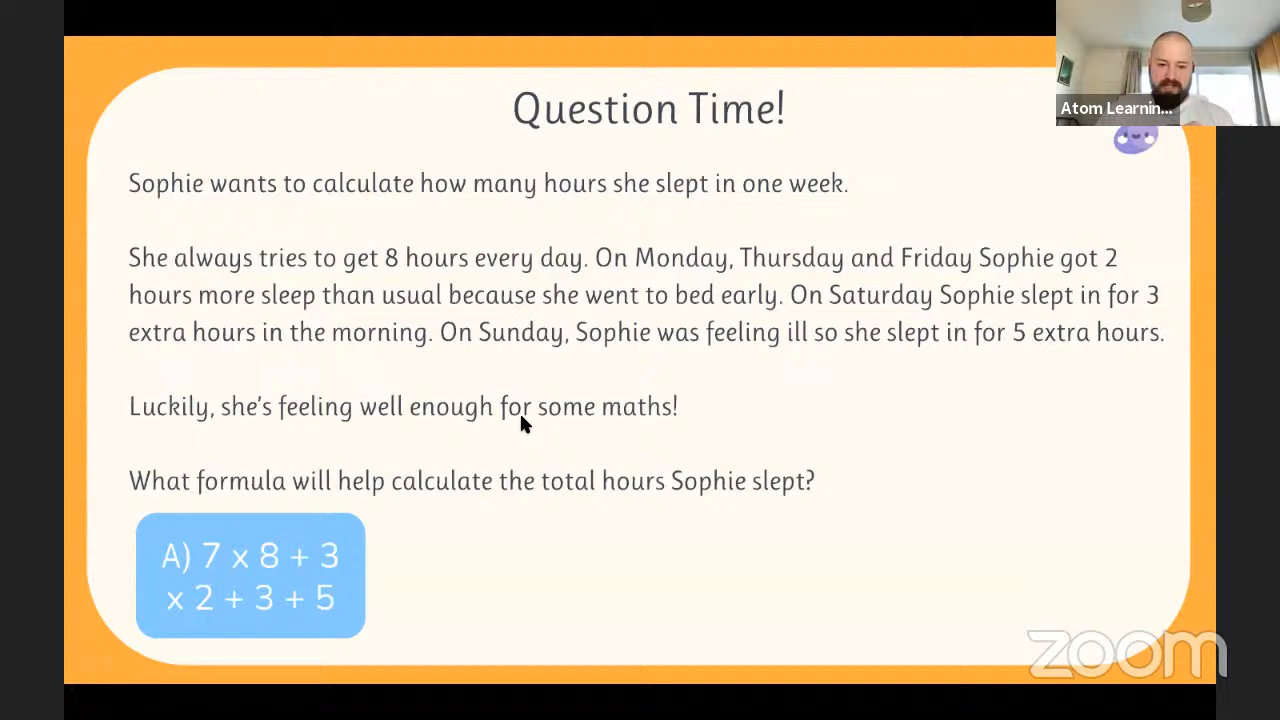 Question Time!
Atom Learnin...
Sophie wants to calculate how many hours she slept in one week.
She always tries to get 8 hours every day. On Monday, Thursday and Friday Sophie got 2
hours more sleep than usual because she went to bed early. On Saturday Sophie slept in for 3
extra hours in the morning. On Sunday, Sophie was feeling ill so she slept in for 5 extra hours.
Luckily, she's feeling well enough for some maths!
What formula will help calculate the total hours Sophie slept?
A) 7 x 8 + 3
x 2 + 3 + 5
zoom